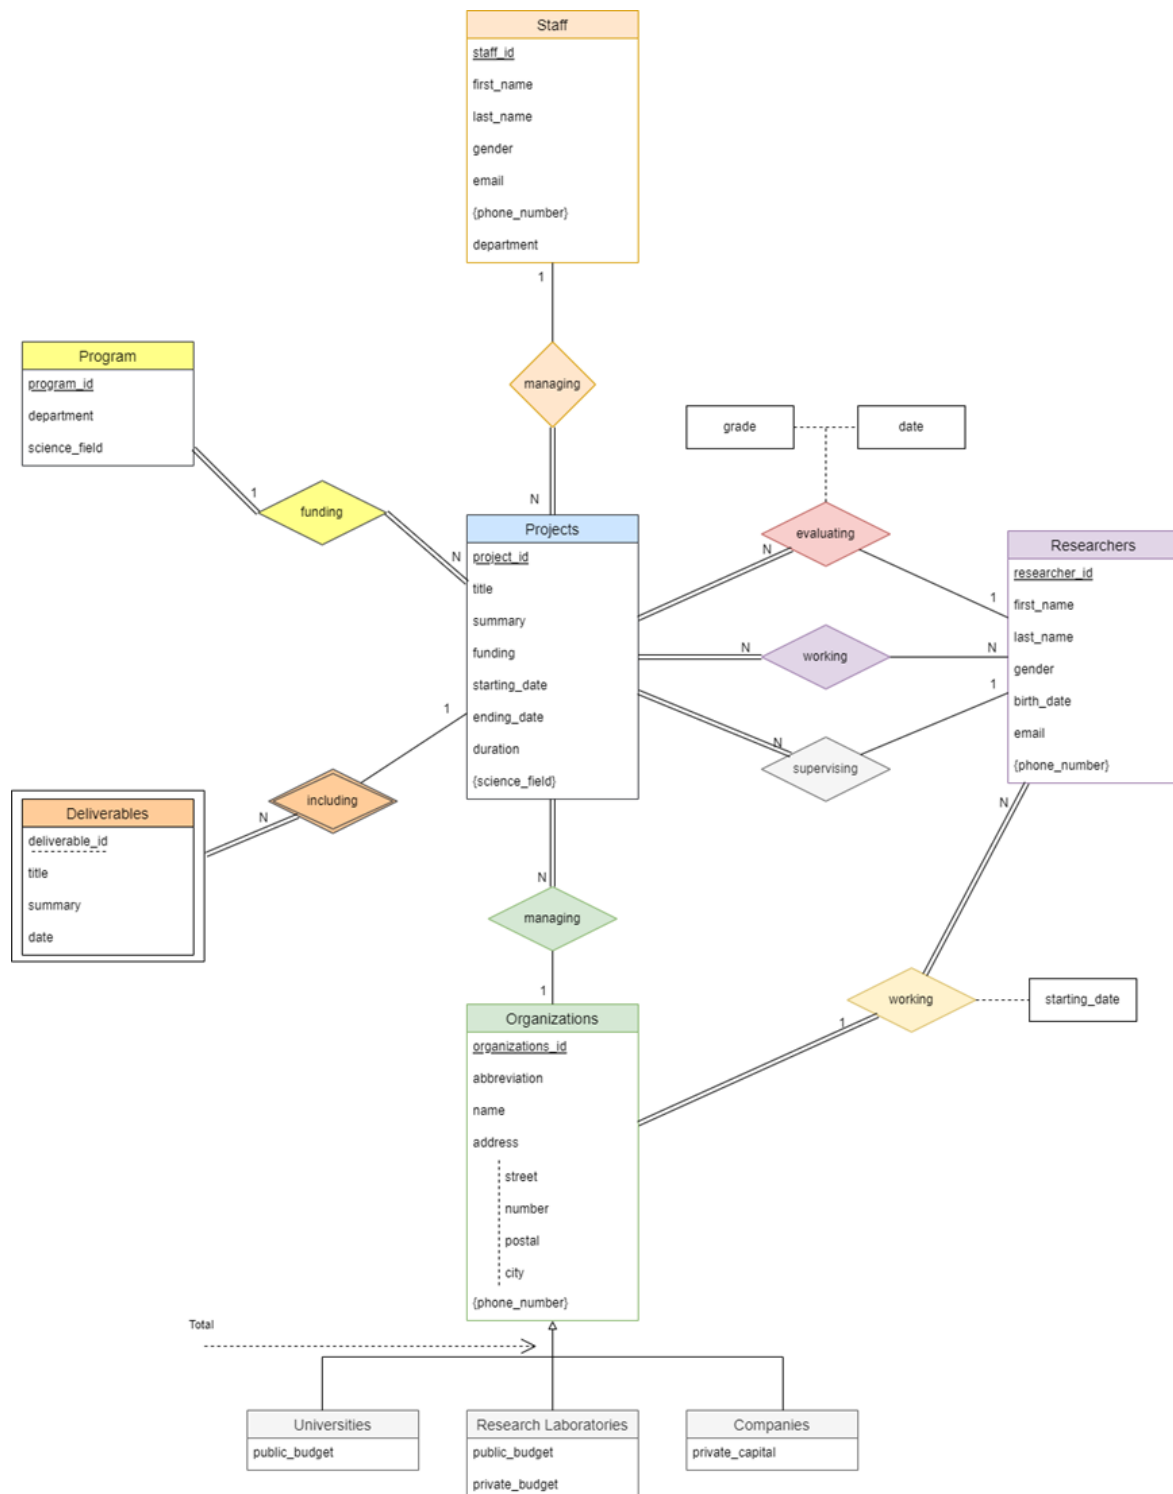 Staff
staff_id
first_name
last_name
gender
email
{phone_number}
department
1
managing
N
Program
program_id
department
science_field
1
funding
N
grade
date
evaluating
N
1
Projects
project_id
title
summary
funding
starting_date
ending_date
duration
{science_field}
Researchers
researcher_id
first_name
last_name
gender
birth_date
email
{phone_number}
N
working
N
1
N
supervising
1
including
N
Deliverables
deliverable_id
title
summary
date
N
managing
1
N
working
starting_date
1
Organizations
organizations_id
abbreviation
name
address
street
number
postal
city
{phone_number}
Total
Universities
public_budget
Research Laboratories
public_budget
private_budget
Companies
private_capital